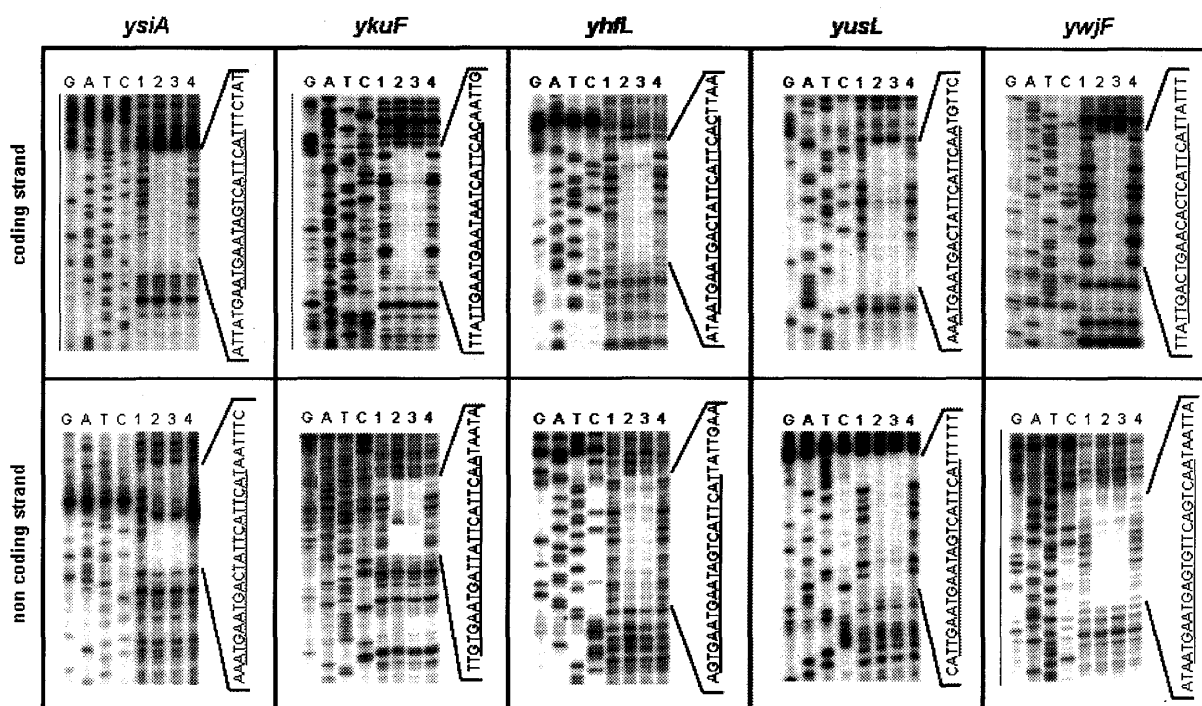 ysiA ykuF yhfL yusL ywjF
coding strand
G A T C 1 2 3 4
ATTATGAATGAATAGTCATTCATTTCTAT
G A T C 1 2 3 4
TTATTGAATGAATAATCATTATTCACAATTG
G A T C 1 2 3 4
ATAATGAATGACTATTCATTCACTTAA
G A T C 1 2 3 4
AAATGAATGACTATTCATTCAATGTTC
G A T C 1 2 3 4
TTATTGACTGAACACTCATTCATTATTT
non coding strand
G A T C 1 2 3 4
AAATGAATGACTATTCATTCATAATTTC
G A T C 1 2 3 4
TTGTGAATGATTATTCATTCAATAATA
G A T C 1 2 3 4
AGTGAATGAATAGTCATTCATTATTGAA
G A T C 1 2 3 4
CATTGAATGAATAGTCATTCATTTTTT
G A T C 1 2 3 4
ATAATGAATGAGTGTTCAGTCAATAATTA